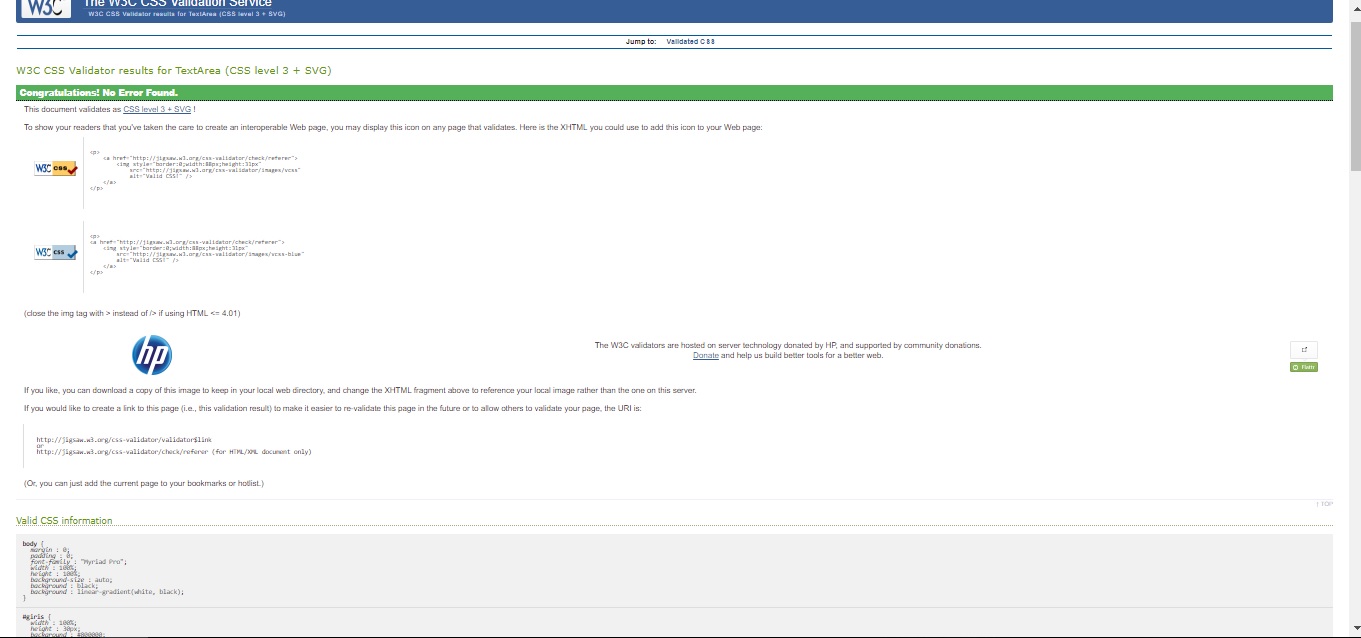 W3C The W3C CSS Validation Service
W3C CSS Validator results for TextArea (CSS level 3 + SVG)
Jump to: Validated CSS
W3C CSS Validator results for TextArea (CSS level 3 + SVG)
Congratulations! No Error Found.
This document validates as CSS level 3 + SVG !
To show your readers that you've taken the care to create an interoperable Web page, you may display this icon on any page that validates. Here is the XHTML you could use to add this icon to your Web page:
W3C css
<p>
<a href="http://jigsaw.w3.org/css-validator/check/referer">
<img style="border:0;width:88px;height:31px"
src="http://jigsaw.w3.org/css-validator/images/vcss"
alt="Valid CSS!" />
</a>
</p>
W3C css
<p>
<a href="http://jigsaw.w3.org/css-validator/check/referer">
<img style="border:0;width:88px;height:31px"
src="http://jigsaw.w3.org/css-validator/images/vcss-blue"
alt="Valid CSS!" />
</a>
</p>
(close the img tag with > instead of /> if using HTML <= 4.01)
hp
The W3C validators are hosted on server technology donated by HP, and supported by community donations.
Donate and help us build better tools for a better web.
Flattr
If you like, you can download a copy of this image to keep in your local web directory, and change the XHTML fragment above to reference your local image rather than the one on this server.
If you would like to create a link to this page (i.e., this validation result) to make it easier to re-validate this page in the future or to allow others to validate your page, the URI is:
http://jigsaw.w3.org/css-validator/validator$link
or
http://jigsaw.w3.org/css-validator/check/referer (for HTML/XML document only)
(Or, you can just add the current page to your bookmarks or hotlist.)
↑ TOP
Valid CSS information
body {
margin : 0;
padding : 0;
font-family : "Myriad Pro";
width : 100%;
height : 100%;
background-size : auto;
background : black;
background : linear-gradient(white, black);
}
#giris {
width : 100%;
height : 30px;
background : #800000;